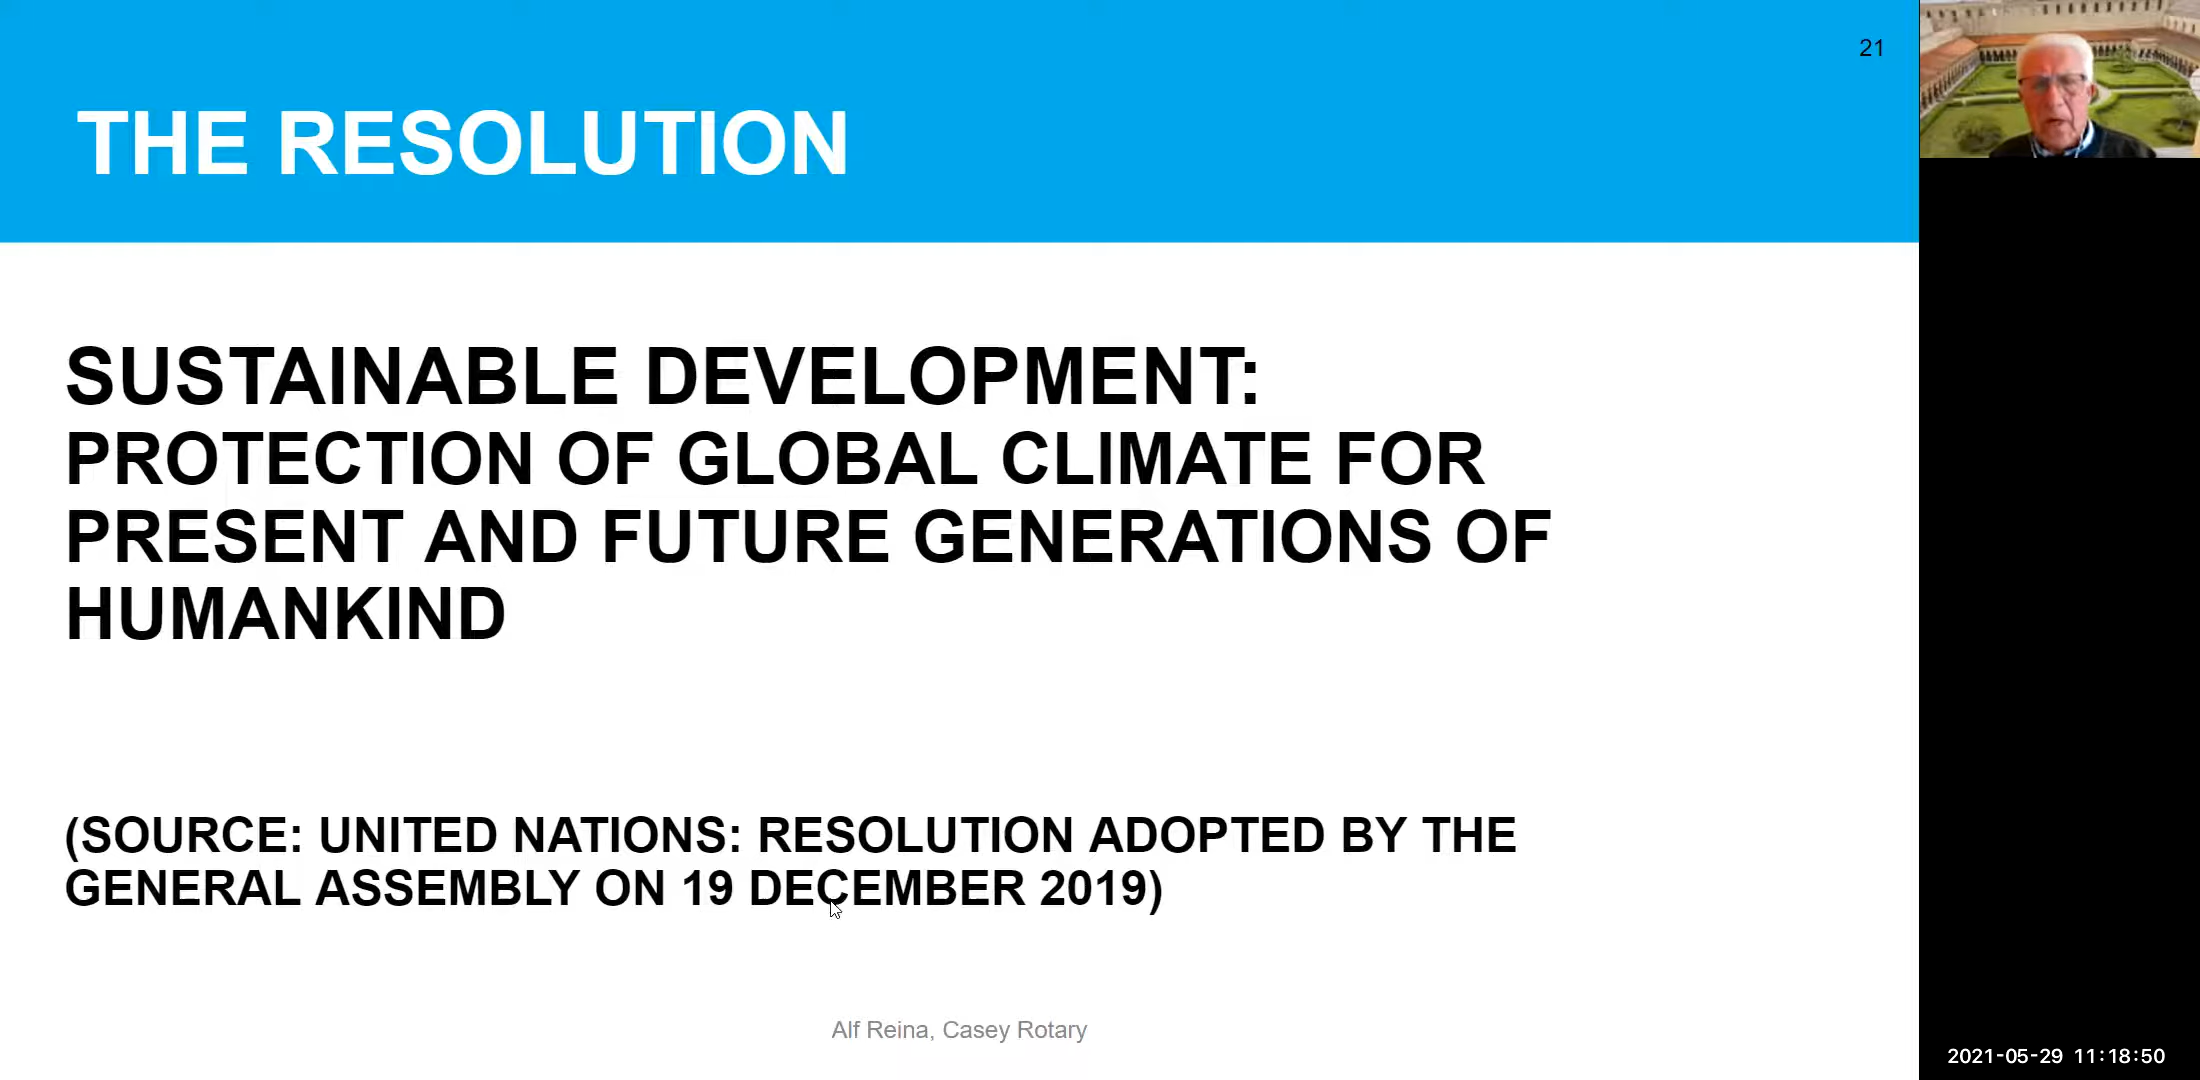 21
THE RESOLUTION
SUSTAINABLE DEVELOPMENT:
PROTECTION OF GLOBAL CLIMATE FOR
PRESENT AND FUTURE GENERATIONS OF
HUMANKIND
(SOURCE: UNITED NATIONS: RESOLUTION ADOPTED BY THE
GENERAL ASSEMBLY ON 19 DECEMBER 2019)
Alf Reina, Casey Rotary
2021-05-29 11:18:50